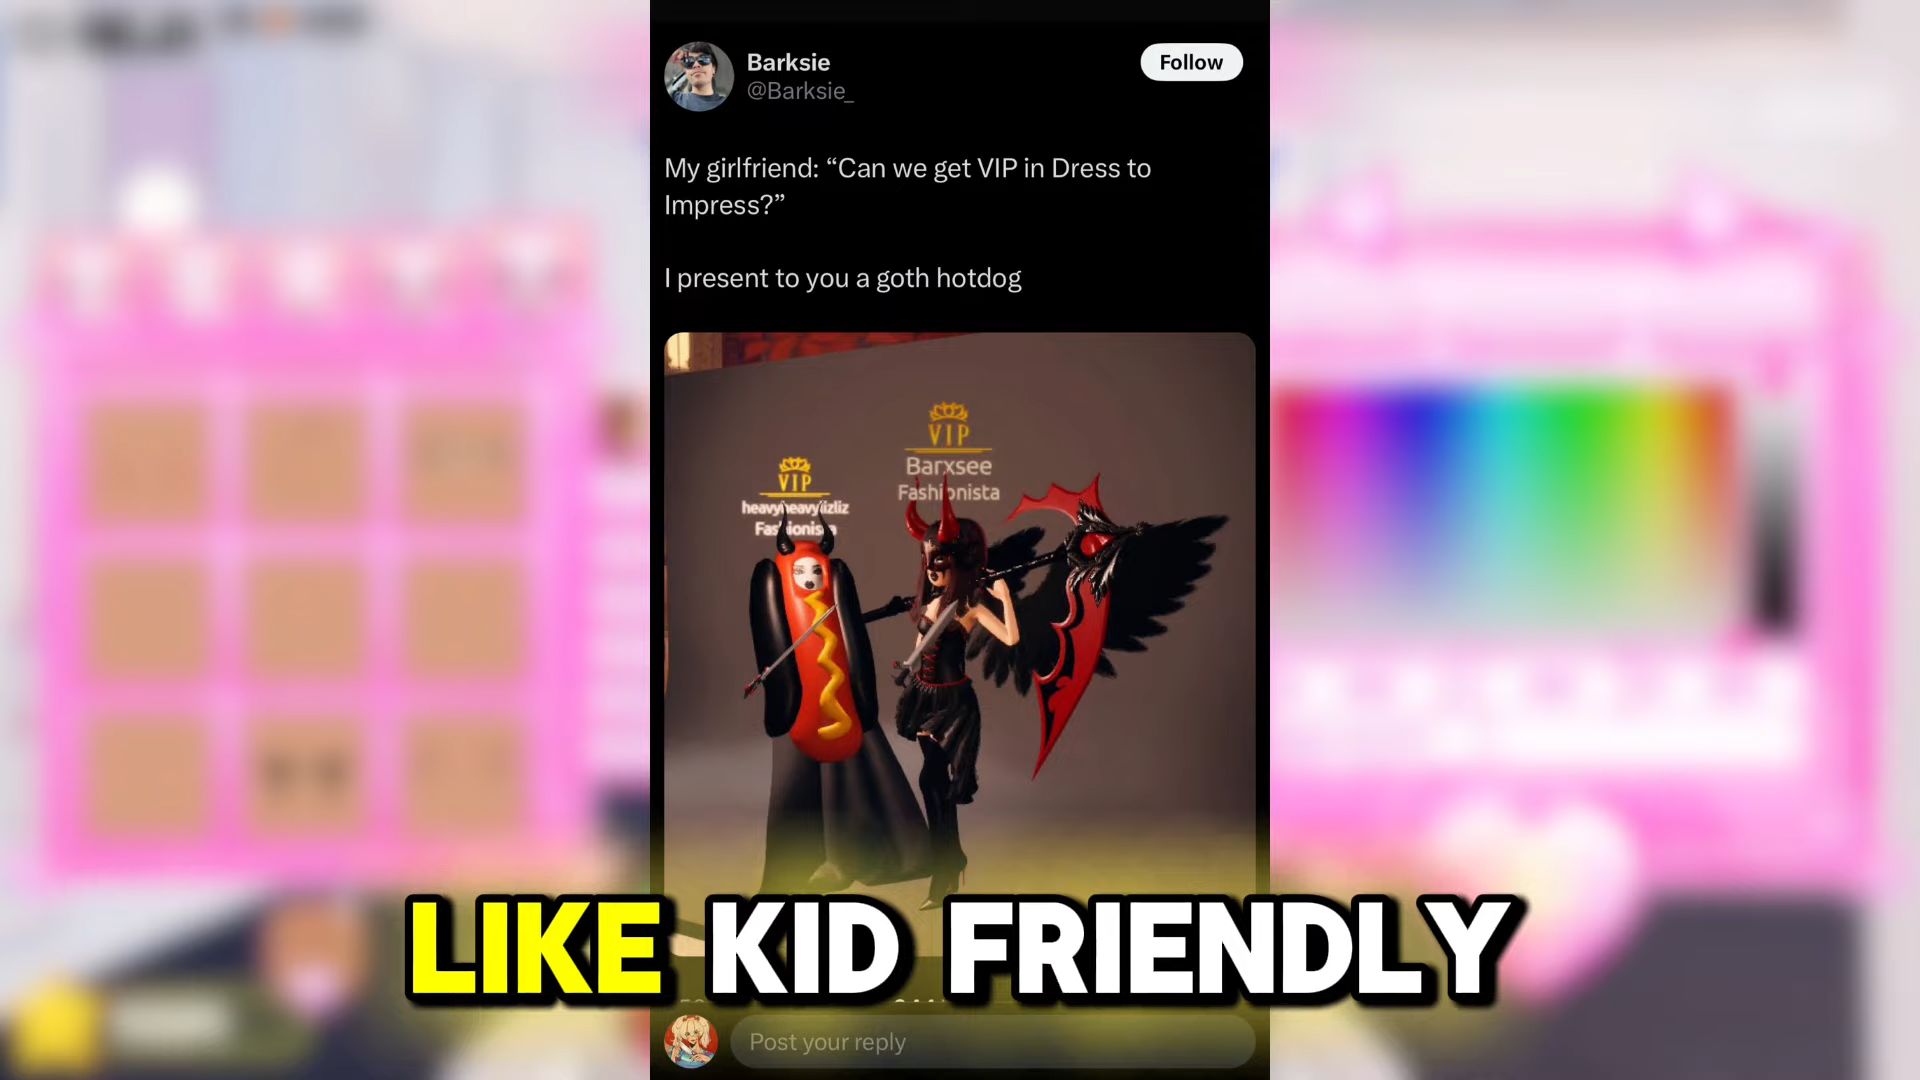 Barksie
@Barksie_
Follow
My girlfriend: “Can we get VIP in Dress to
Impress?”
I present to you a goth hotdog
VIP
Barxsee
Fashionista
VIP
heavyheavylizliz
Fashionista
LIKE KID FRIENDLY
Post your reply